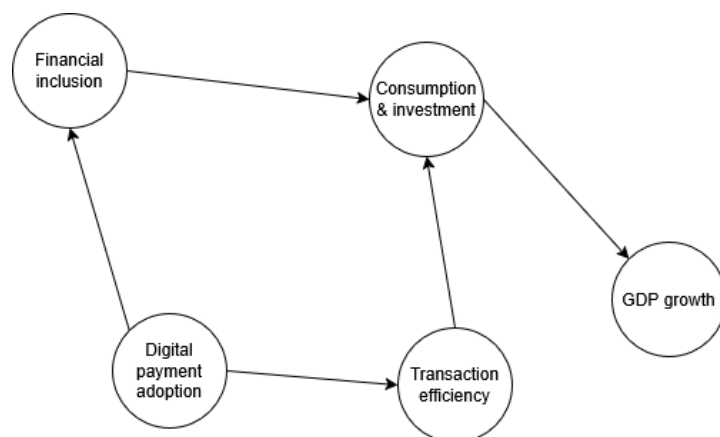 Financial
inclusion
Consumption
& investment
GDP growth
Digital
payment
adoption
Transaction
efficiency